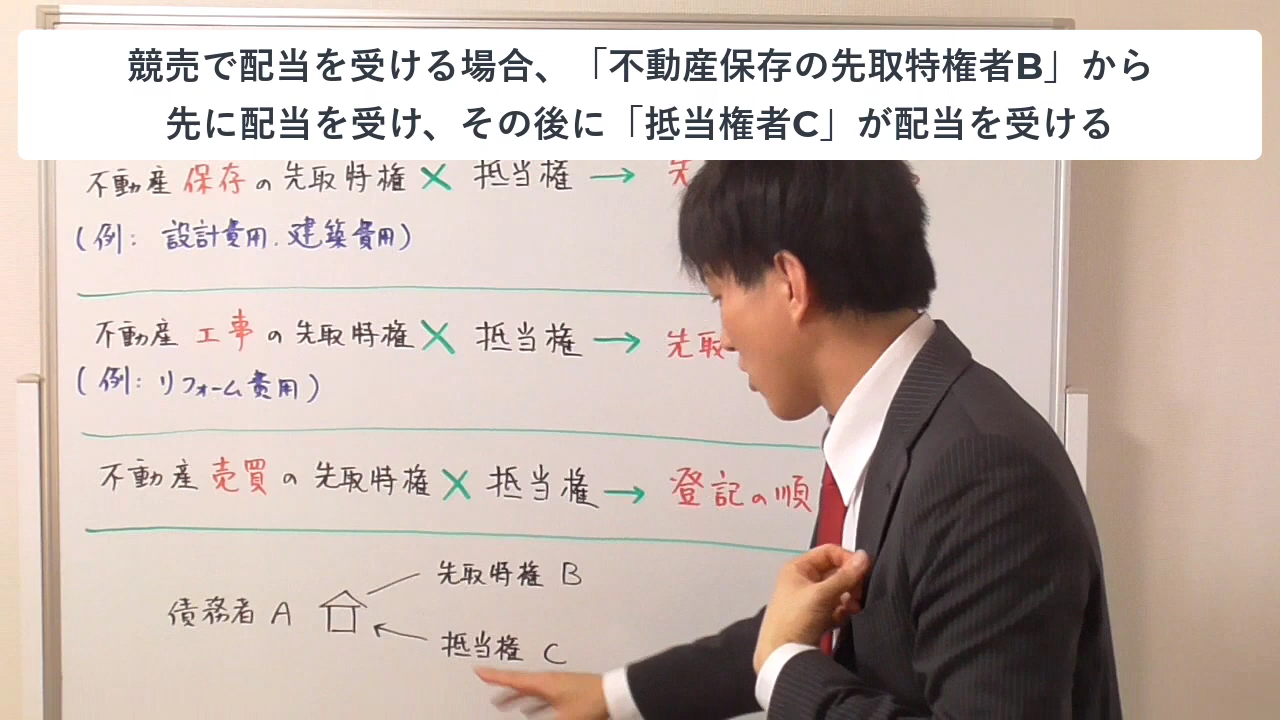 競売で配当を受ける場合、「不動産保存の先取特権者B」から
先に配当を受け、その後に「抵当権者C」が配当を受ける
不動産 保存 の 先取特権 × 抵当権 → 先
(例: 設計費用. 建築費用)
不動産 工事 の 先取特権 × 抵当権 → 先取
(例: リフォーム費用)
不動産 売買 の 先取特権 × 抵当権 → 登記の順
先取特権 B
債務者 A
抵当権 C